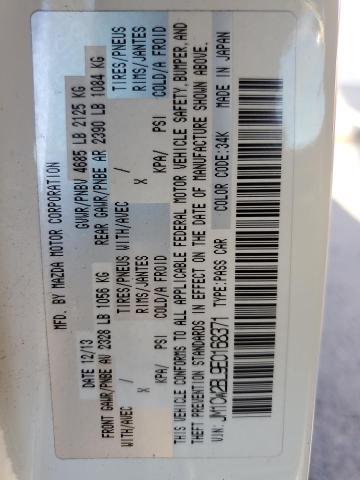 MFD. BY MAZDA MOTOR CORPORATION
DATE 12/13 GVWR/PNBV 4685 LB 2125 KG
FRONT GAWR/PNBE AV 2328 LB 1056 KG REAR GAWR/PNBE AR 2390 LB 1084 KG
TIRES/PNEUS WITH/AVEC / TIRES/PNEUS
WITH/AVEC / RIMS/JANTES X RIMS/JANTES
X COLD/A FROID KPA/ PSI COLD/A FROID
KPA/ PSI
THIS VEHICLE CONFORMS TO ALL APPLICABLE FEDERAL MOTOR VEHICLE SAFETY, BUMPER, AND
THEFT PREVENTION STANDARDS IN EFFECT ON THE DATE OF MANUFACTURE SHOWN ABOVE.
VIN: JM1CW2BL9E0168371 COLOR CODE:34K
TYPE:PASS CAR MADE IN JAPAN